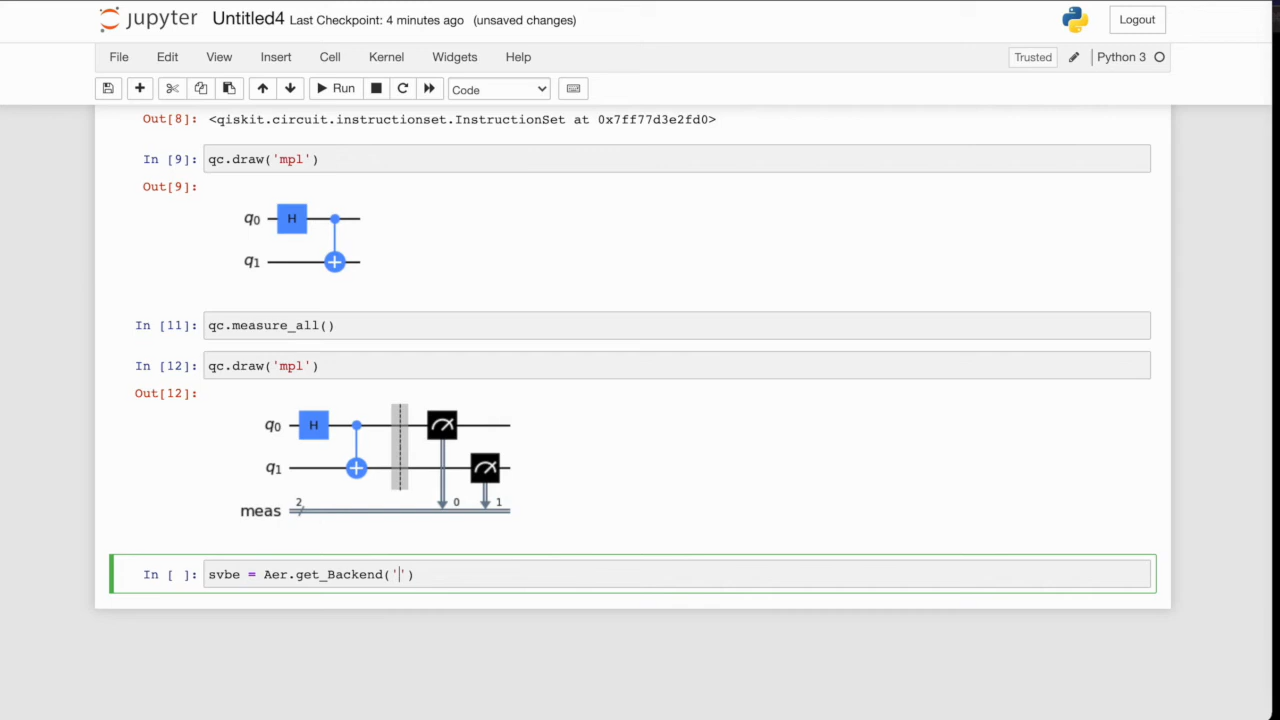 jupyter Untitled4 Last Checkpoint: 4 minutes ago (unsaved changes) Logout
File Edit View Insert Cell Kernel Widgets Help Trusted Python 3
Run Code
Out[8]: <qiskit.circuit.instructionset.InstructionSet at 0x7ff77d3e2fd0>
In [9]: qc.draw('mpl')
Out[9]:
q0 H
q1
In [11]: qc.measure_all()
In [12]: qc.draw('mpl')
Out[12]:
q0 H
q1
meas 2 0 1
In [ ]: svbe = Aer.get_Backend('')